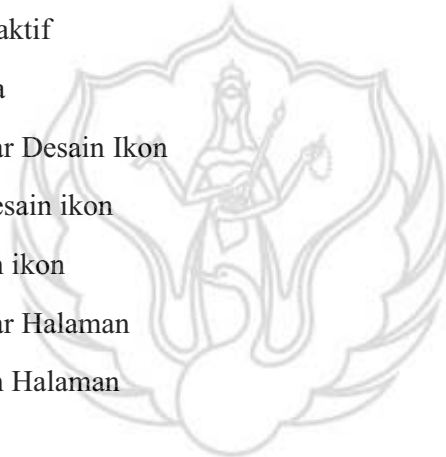 aktif
a
ar Desain Ikon
esain ikon
n ikon
ar Halaman
n Halaman